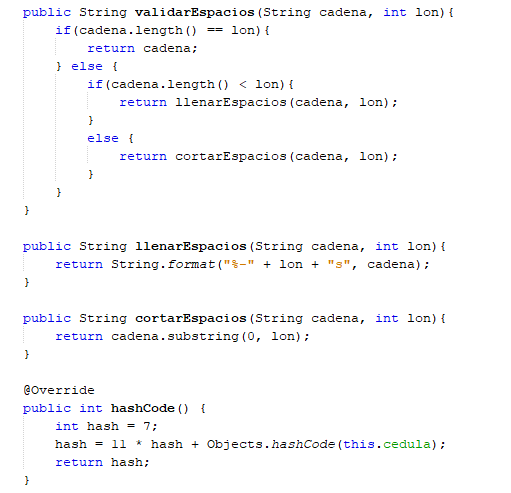 public String validarEspacios(String cadena, int lon){
    if(cadena.length() == lon){
        return cadena;
    } else {
        if(cadena.length() < lon){
            return llenarEspacios(cadena, lon);
        }
        else {
            return cortarEspacios(cadena, lon);
        }
    }
}

public String llenarEspacios(String cadena, int lon){
    return String.format("%-" + lon + "s", cadena);
}

public String cortarEspacios(String cadena, int lon){
    return cadena.substring(0, lon);
}

@Override
public int hashCode() {
    int hash = 7;
    hash = 11 * hash + Objects.hashCode(this.cedula);
    return hash;
}